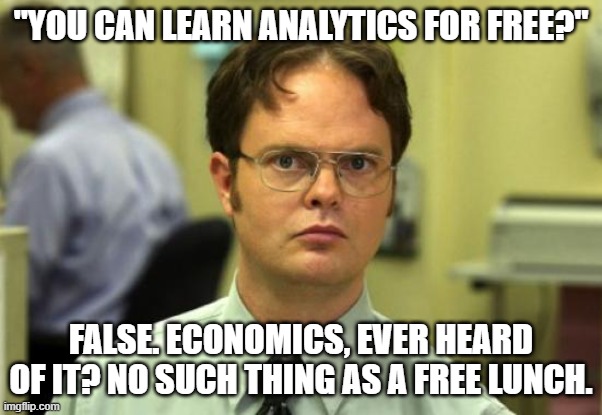 "YOU CAN LEARN ANALYTICS FOR FREE?"
FALSE. ECONOMICS, EVER HEARD
OF IT? NO SUCH THING AS A FREE LUNCH.
imgflip.com